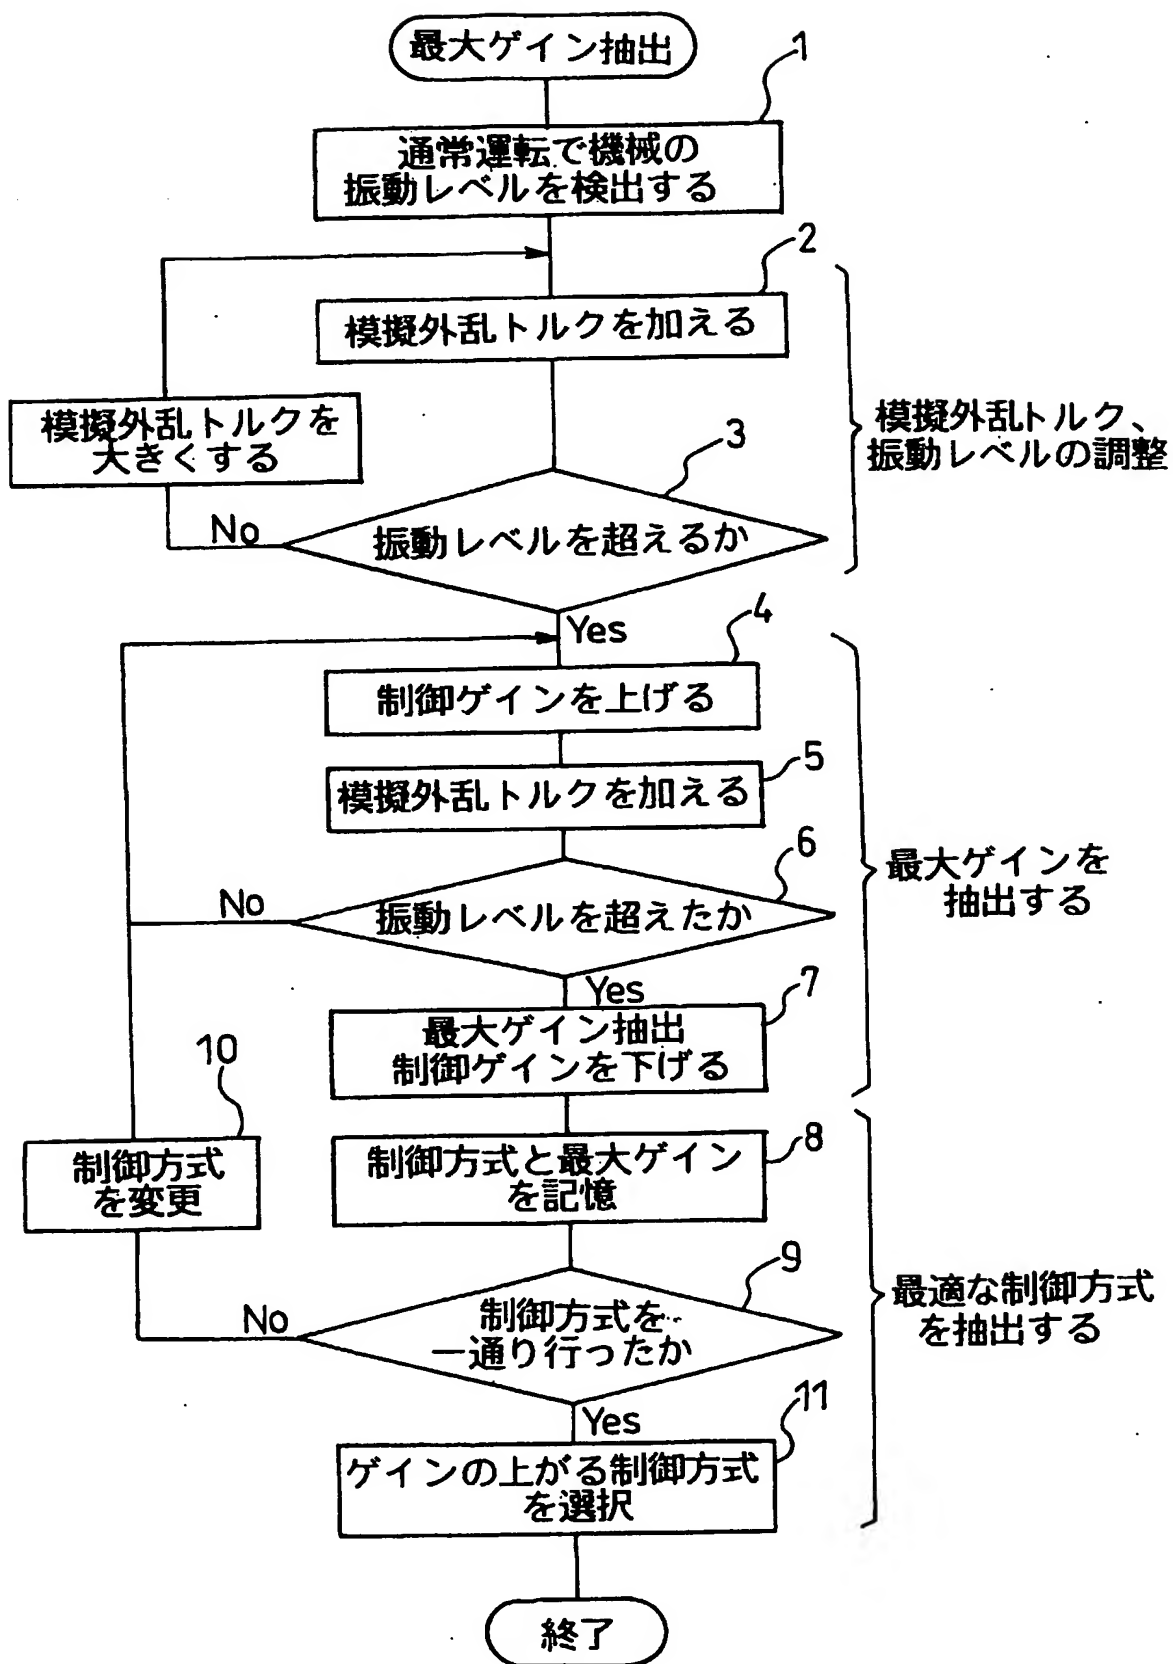 最大ゲイン抽出
1
通常運転で機械の
振動レベルを検出する
2
模擬外乱トルクを加える
模擬外乱トルクを
大きくする
模擬外乱トルク、
振動レベルの調整
3
No
振動レベルを超えるか
Yes
4
制御ゲインを上げる
5
模擬外乱トルクを加える
6
No
振動レベルを超えたか
最大ゲインを
抽出する
Yes
7
最大ゲイン抽出
制御ゲインを下げる
10
制御方式
を変更
8
制御方式と最大ゲイン
を記憶
9
No
制御方式を
一通り行ったか
最適な制御方式
を抽出する
Yes
11
ゲインの上がる制御方式
を選択
終了